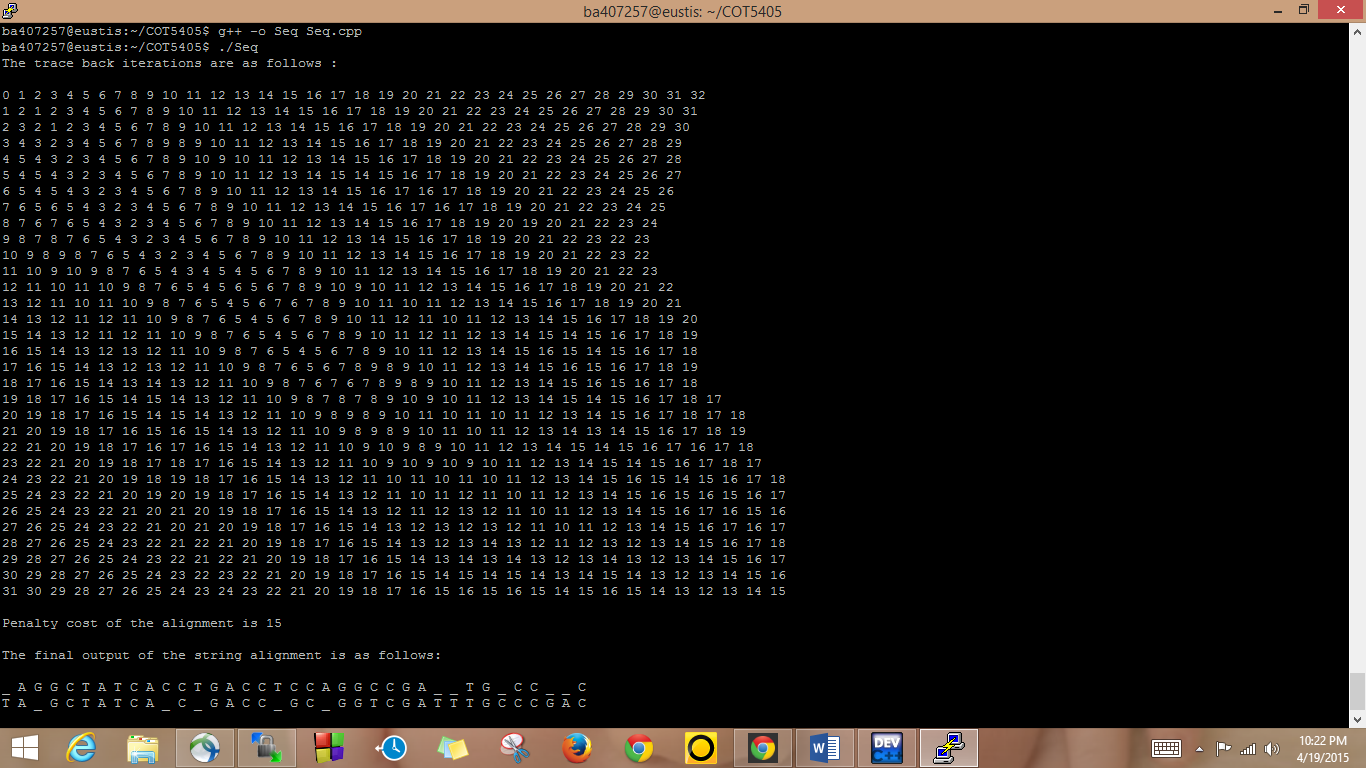 ba407257@eustis: ~/COT5405
ba407257@eustis:~/COT5405$ g++ -o Seq Seq.cpp
ba407257@eustis:~/COT5405$ ./Seq
The trace back iterations are as follows :
0 1 2 3 4 5 6 7 8 9 10 11 12 13 14 15 16 17 18 19 20 21 22 23 24 25 26 27 28 29 30 31 32
1 2 1 2 3 4 5 6 7 8 9 10 11 12 13 14 15 16 17 18 19 20 21 22 23 24 25 26 27 28 29 30 31
2 3 2 1 2 3 4 5 6 7 8 9 10 11 12 13 14 15 16 17 18 19 20 21 22 23 24 25 26 27 28 29 30
3 4 3 2 3 4 5 6 7 8 9 8 9 10 11 12 13 14 15 16 17 18 19 20 21 22 23 24 25 26 27 28 29
4 5 4 3 2 3 4 5 6 7 8 9 10 9 10 11 12 13 14 15 16 17 18 19 20 21 22 23 24 25 26 27 28
5 4 5 4 3 2 3 4 5 6 7 8 9 10 11 12 13 14 15 14 15 16 17 18 19 20 21 22 23 24 25 26 27
6 5 4 5 4 3 2 3 4 5 6 7 8 9 10 11 12 13 14 15 16 17 16 17 18 19 20 21 22 23 24 25 26
7 6 5 6 5 4 3 2 3 4 5 6 7 8 9 10 11 12 13 14 15 16 17 16 17 18 19 20 21 22 23 24 25
8 7 6 7 6 5 4 3 2 3 4 5 6 7 8 9 10 11 12 13 14 15 16 17 18 19 20 19 20 21 22 23 24
9 8 7 8 7 6 5 4 3 2 3 4 5 6 7 8 9 10 11 12 13 14 15 16 17 18 19 20 21 22 23 22 23
10 9 8 9 8 7 6 5 4 3 2 3 4 5 6 7 8 9 10 11 12 13 14 15 16 17 18 19 20 21 22 23 22
11 10 9 10 9 8 7 6 5 4 3 4 5 4 5 6 7 8 9 10 11 12 13 14 15 16 17 18 19 20 21 22 23
12 11 10 11 10 9 8 7 6 5 4 5 6 5 6 7 8 9 10 9 10 11 12 13 14 15 16 17 18 19 20 21 22
13 12 11 10 11 10 9 8 7 6 5 4 5 6 7 6 7 8 9 10 11 10 11 12 13 14 15 16 17 18 19 20 21
14 13 12 11 12 11 10 9 8 7 6 5 4 5 6 7 8 9 10 11 12 11 10 11 12 13 14 15 16 17 18 19 20
15 14 13 12 11 12 11 10 9 8 7 6 5 4 5 6 7 8 9 10 11 12 11 12 13 14 15 14 15 16 17 18 19
16 15 14 13 12 13 12 11 10 9 8 7 6 5 4 5 6 7 8 9 10 11 12 13 14 15 16 15 14 15 16 17 18
17 16 15 14 13 12 13 12 11 10 9 8 7 6 5 6 7 8 9 8 9 10 11 12 13 14 15 16 15 16 17 18 19
18 17 16 15 14 13 14 13 12 11 10 9 8 7 6 7 6 7 8 9 8 9 10 11 12 13 14 15 16 15 16 17 18
19 18 17 16 15 14 15 14 13 12 11 10 9 8 7 8 7 8 9 10 9 10 11 12 13 14 15 14 15 16 17 18 17
20 19 18 17 16 15 14 15 14 13 12 11 10 9 8 9 8 9 10 11 10 11 10 11 12 13 14 15 16 17 18 17 18
21 20 19 18 17 16 15 16 15 14 13 12 11 10 9 8 9 8 9 10 11 10 11 12 13 14 13 14 15 16 17 18 19
22 21 20 19 18 17 16 17 16 15 14 13 12 11 10 9 10 9 8 9 10 11 12 13 14 15 14 15 16 17 16 17 18
23 22 21 20 19 18 17 18 17 16 15 14 13 12 11 10 9 10 9 10 9 10 11 12 13 14 15 14 15 16 17 18 17
24 23 22 21 20 19 18 19 18 17 16 15 14 13 12 11 10 11 10 11 10 11 12 13 14 15 16 15 14 15 16 17 18
25 24 23 22 21 20 19 20 19 18 17 16 15 14 13 12 11 10 11 12 11 10 11 12 13 14 15 16 15 16 15 16 17
26 25 24 23 22 21 20 21 20 19 18 17 16 15 14 13 12 11 12 13 12 11 10 11 12 13 14 15 16 17 16 15 16
27 26 25 24 23 22 21 20 21 20 19 18 17 16 15 14 13 12 13 12 13 12 11 10 11 12 13 14 15 16 17 16 17
28 27 26 25 24 23 22 21 22 21 20 19 18 17 16 15 14 13 12 13 14 13 12 11 12 13 12 13 14 15 16 17 18
29 28 27 26 25 24 23 22 21 22 21 20 19 18 17 16 15 14 13 14 13 14 13 12 13 14 13 12 13 14 15 16 17
30 29 28 27 26 25 24 23 22 23 22 21 20 19 18 17 16 15 14 15 14 15 14 13 14 15 14 13 12 13 14 15 16
31 30 29 28 27 26 25 24 23 24 23 22 21 20 19 18 17 16 15 16 15 16 15 14 15 16 15 14 13 12 13 14 15
Penalty cost of the alignment is 15
The final output of the string alignment is as follows:
_ A G G C T A T C A C C T G A C C T C C A G G C C G A _ _ T G _ C C _ _ C
T A _ G C T A T C A _ C _ G A C C _ G C _ G G T C G A T T T G C C C G A C
10:22 PM
4/19/2015